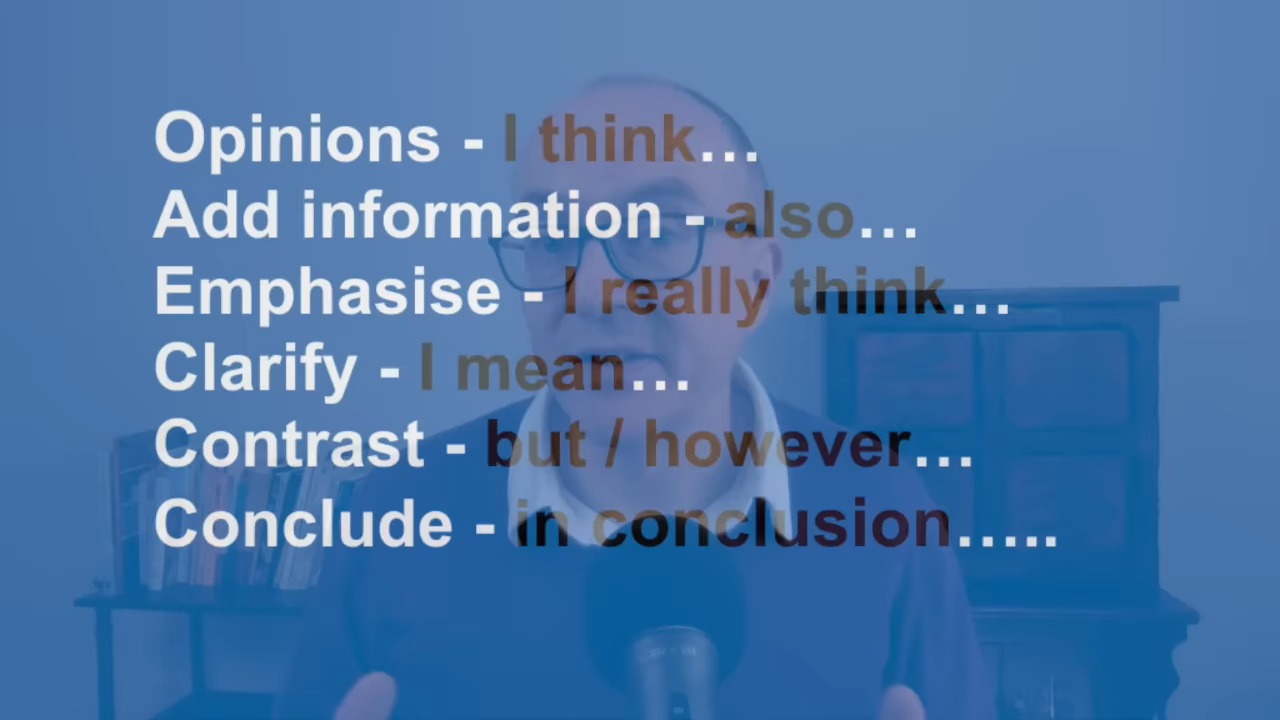 Opinions - I think...
Add information - also...
Emphasise - I really think...
Clarify - I mean...
Contrast - but / however...
Conclude - in conclusion.....